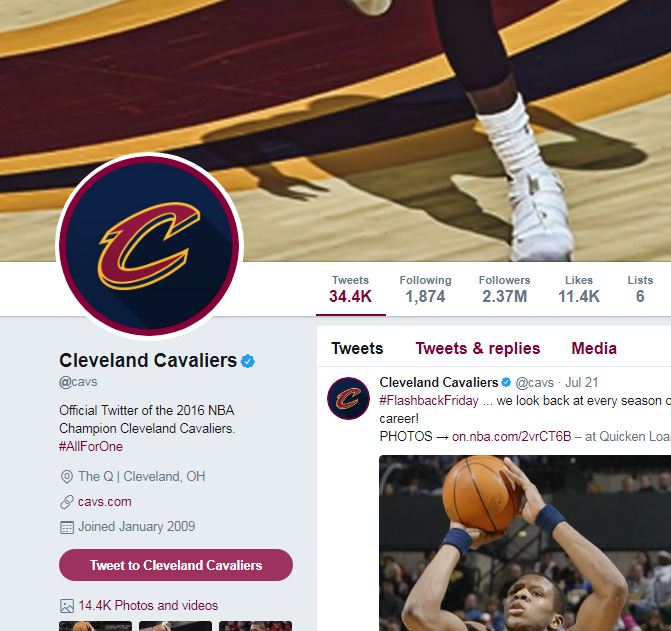 Tweets
34.4K
Following
1,874
Followers
2.37M
Likes
11.4K
Lists
6
Cleveland Cavaliers
@cavs
Official Twitter of the 2016 NBA
Champion Cleveland Cavaliers.
#AllForOne
The Q | Cleveland, OH
cavs.com
Joined January 2009
Tweet to Cleveland Cavaliers
14.4K Photos and videos
Tweets Tweets & replies Media
Cleveland Cavaliers @cavs · Jul 21
#FlashbackFriday ... we look back at every season
career!
PHOTOS → on.nba.com/2vrCT6B – at Quicken